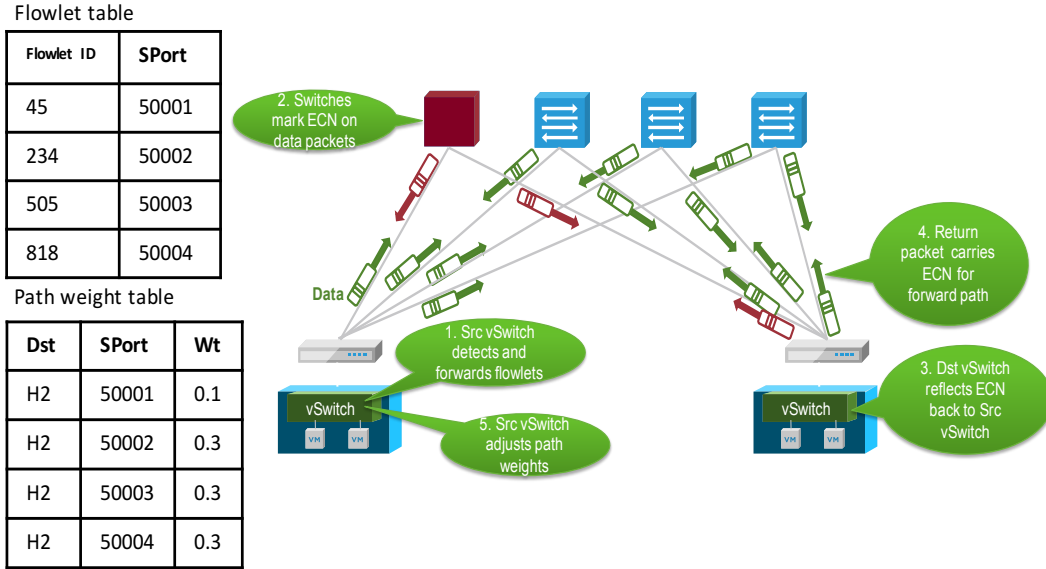 Flowlet table
Flowlet ID SPort
45 50001
234 50002
505 50003
818 50004
Path weight table
Dst SPort Wt
H2 50001 0.1
H2 50002 0.3
H2 50003 0.3
H2 50004 0.3
2. Switches
mark ECN on
data packets
Data
4. Return
packet carries
ECN for
forward path
1. Src vSwitch
detects and
forwards flowlets
vSwitch
VM VM
5. Src vSwitch
adjusts path
weights
vSwitch
VM VM
3. Dst vSwitch
reflects ECN
back to Src
vSwitch